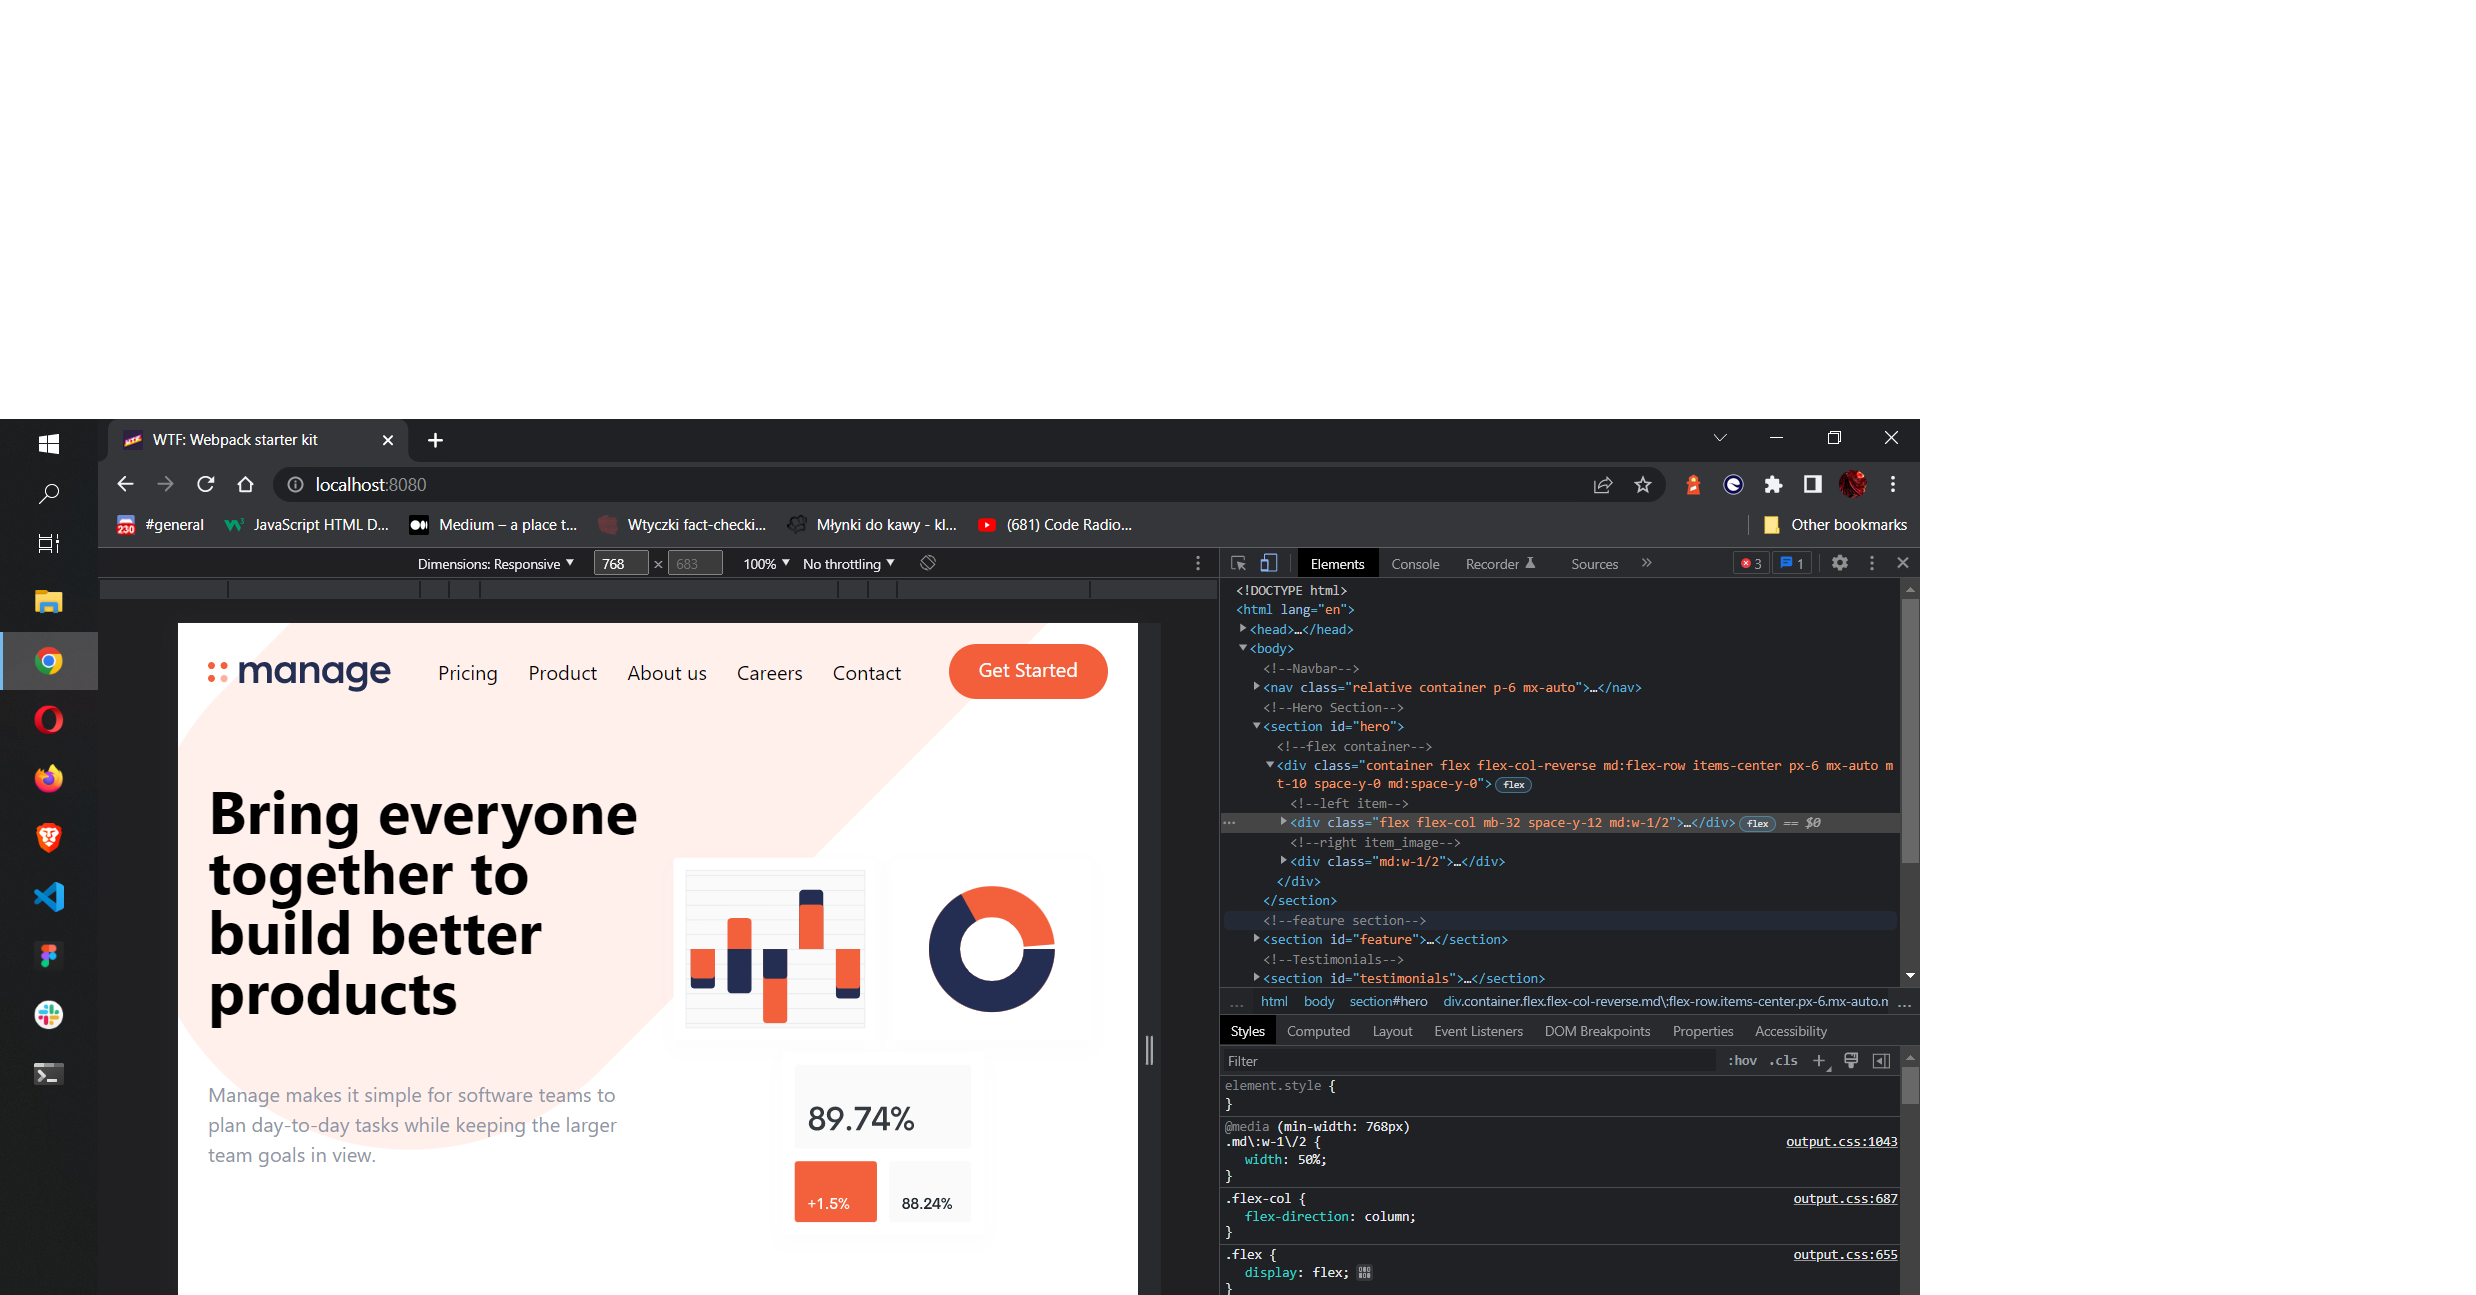 WTF: Webpack starter kit
localhost:8080
230 #general JavaScript HTML D... Medium – a place t... Wtyczki fact-checki... Młynki do kawy - kl... (681) Code Radio... Other bookmarks
Dimensions: Responsive 768 × 683 100% No throttling
Elements Console Recorder Sources » 3 1
manage Pricing Product About us Careers Contact Get Started
Bring everyone
together to
build better
products
Manage makes it simple for software teams to
plan day-to-day tasks while keeping the larger
team goals in view.
89.74%
+1.5% 88.24%
<!DOCTYPE html>
<html lang="en">
<head>…</head>
<body>
<!--Navbar-->
<nav class="relative container p-6 mx-auto">…</nav>
<!--Hero Section-->
<section id="hero">
<!--flex container-->
<div class="container flex flex-col-reverse md:flex-row items-center px-6 mx-auto m
t-10 space-y-0 md:space-y-0"> flex
<!--left item-->
… <div class="flex flex-col mb-32 space-y-12 md:w-1/2">…</div> flex == $0
<!--right item_image-->
<div class="md:w-1/2">…</div>
</div>
</section>
<!--feature section-->
<section id="feature">…</section>
<!--Testimonials-->
<section id="testimonials">…</section>
… html body section#hero div.container.flex.flex-col-reverse.md\:flex-row.items-center.px-6.mx-auto.m …
Styles Computed Layout Event Listeners DOM Breakpoints Properties Accessibility
Filter :hov .cls +
element.style {
}
@media (min-width: 768px)
.md\:w-1\/2 { output.css:1043
width: 50%;
}
.flex-col { output.css:687
flex-direction: column;
}
.flex { output.css:655
display: flex;
}